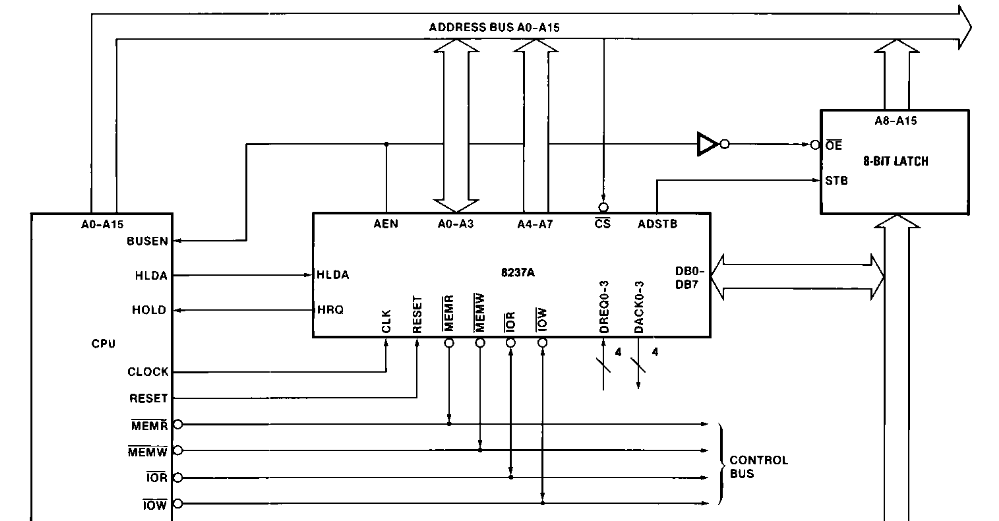 ADDRESS BUS A0-A15
A8-A15
OE
8-BIT LATCH
STB
A0-A15
AEN
A0-A3
A4-A7
CS
ADSTB
BUSEN
HLDA
HLDA
8237A
DB0-
DB7
HOLD
HRQ
CLK
RESET
MEMR
MEMW
IOR
IOW
DREQ0-3
DACK0-3
4
4
CPU
CLOCK
RESET
MEMR
MEMW
IOR
IOW
CONTROL
BUS